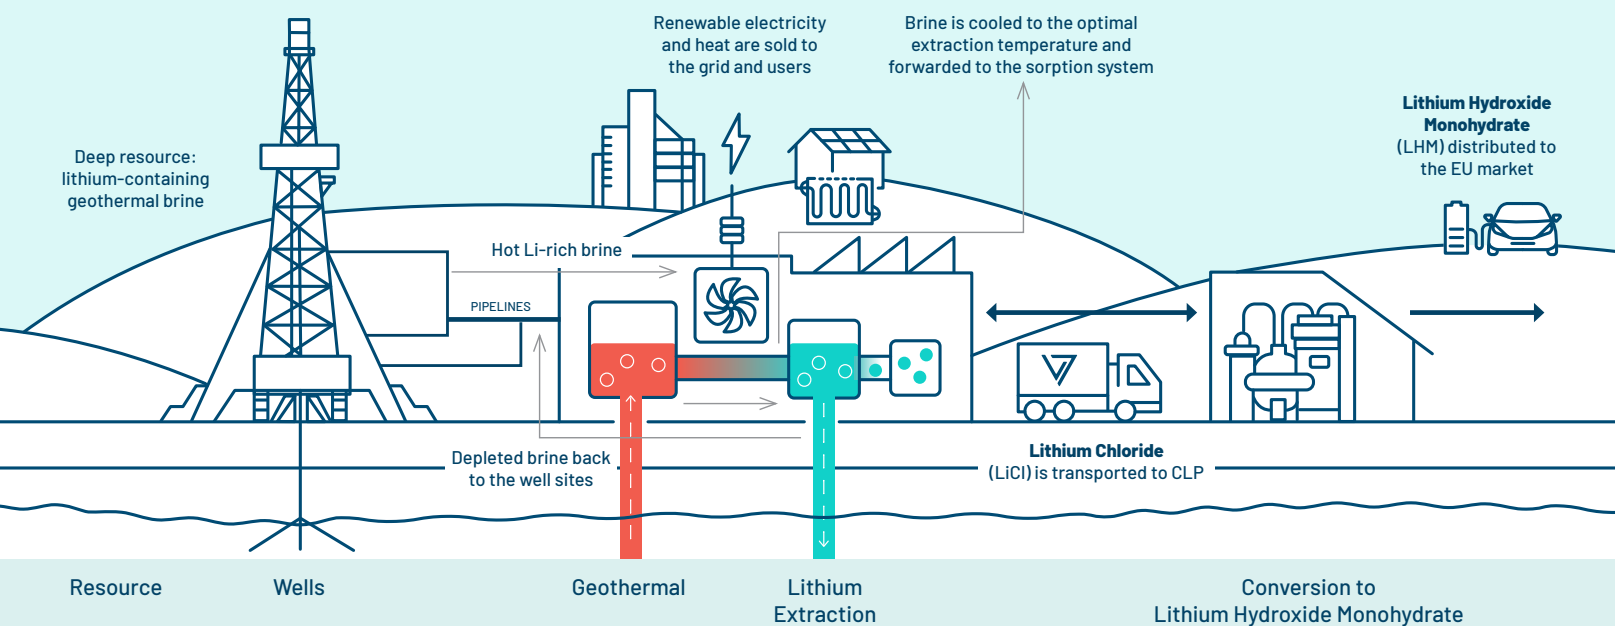 Renewable electricity
and heat are sold to
the grid and users
Brine is cooled to the optimal
extraction temperature and
forwarded to the sorption system
Lithium Hydroxide
Monohydrate
(LHM) distributed to
the EU market
Deep resource:
lithium-containing
geothermal brine
Hot Li-rich brine
PIPELINES
Depleted brine back
to the well sites
Lithium Chloride
(LiCl) is transported to CLP
Resource
Wells
Geothermal
Lithium
Extraction
Conversion to
Lithium Hydroxide Monohydrate